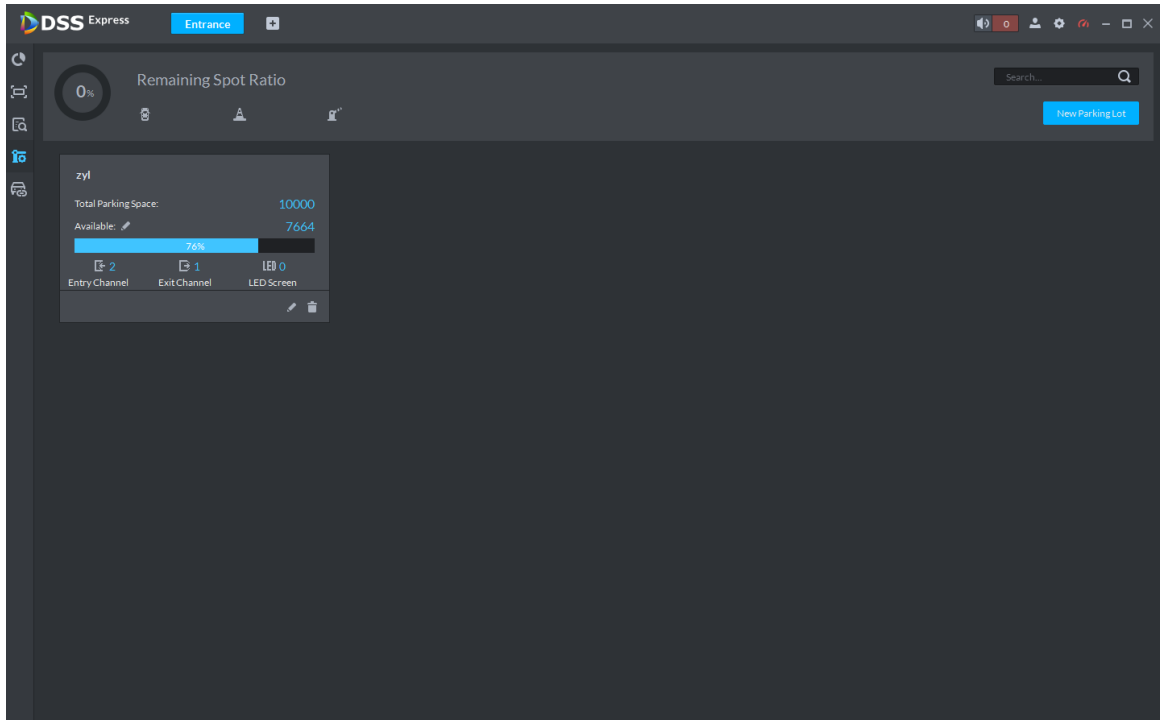 DSS Express Entrance 0
0% Remaining Spot Ratio Search...
New Parking Lot
zyl
Total Parking Space: 10000
Available: 7664
76%
2 1 LED 0
Entry Channel Exit Channel LED Screen